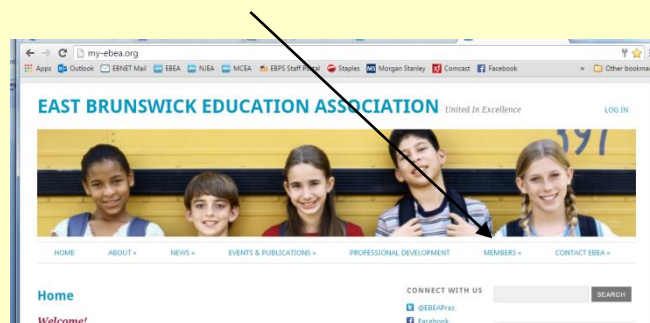 my-ebea.org
Apps Outlook EBNET Mail EBEA NJEA MCEA EBPS Staff Portal Staples Morgan Stanley Comcast Facebook » Other bookmar
EAST BRUNSWICK EDUCATION ASSOCIATION United In Excellence LOG IN
397
HOME ABOUT » NEWS » EVENTS & PUBLICATIONS » PROFESSIONAL DEVELOPMENT MEMBERS » CONTACT EBEA »
Home
CONNECT WITH US
SEARCH
@EBEAPrez
Welcome!
Facebook